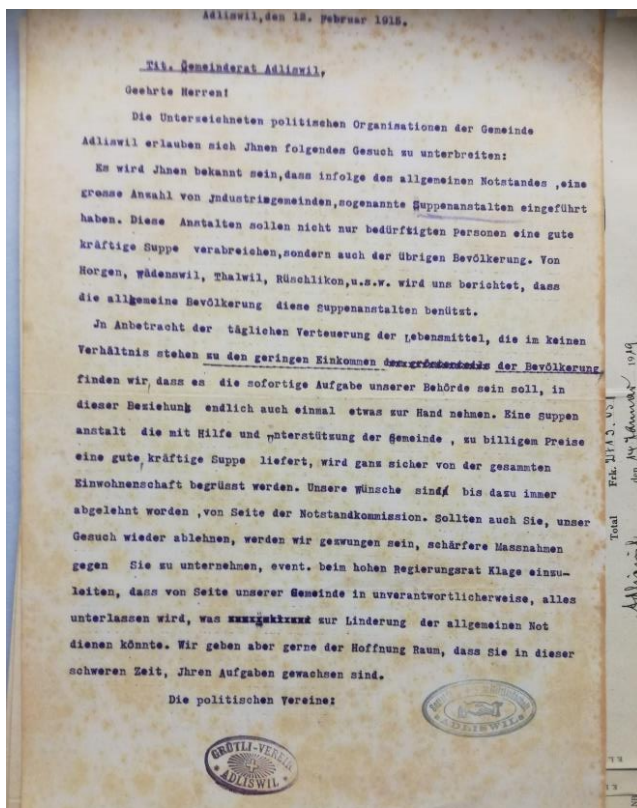 Adliswil,den 12. Februar 1915.
Tit. Gemeinderat Adliswil,
Geehrte Herren!
Die Unterzeichneten politischen Organisationen der Gemeinde
Adliswil erlauben sich Jhnen folgendes Gesuch zu unterbreiten:
Es wird Jhnen bekannt sein,dass infolge des allgemeinen Notstandes ,eine
grosse Anzahl von Jndustriegemeinden,sogenannte Suppenanstalten eingeführt
haben. Diese Anstalten sollen nicht nur bedürftigten Personen eine gute
kräftige Suppe verabreichen,sondern auch der übrigen Bevölkerung. Von
Horgen, Wädenswil, Thalwil, Rüschlikon,u.s.w. wird uns berichtet, dass
die allgemeine Bevölkerung diese Suppenanstalten benützt.
Jn Anbetracht der täglichen Verteuerung der Lebensmittel, die im keinen
Verhältnis stehen zu den geringen Einkommen der Bevölkerung
finden wir, dass es die sofortige Aufgabe unserer Behörde sein soll, in
dieser Beziehung endlich auch einmal etwas zur Hand nehmen. Eine Suppen
anstalt die mit Hilfe und Unterstützung der Gemeinde , zu billigem Preise
eine gute kräftige Suppe liefert, wird ganz sicher von der gesammten
Einwohnenschaft begrüsst werden. Unsere Wünsche sind bis dazu immer
abgelehnt worden ,von Seite der Notstandkommission. Sollten auch Sie, unser
Gesuch wieder ablehnen, werden wir gezwungen sein, schärfere Massnahmen
gegen Sie zu unternehmen, event. beim hohen Regierungsrat Klage einzu-
leiten, dass von Seite unserer Gemeinde in unverantwortlicherweise, alles
unterlassen wird, was zur Linderung der allgemeinen Not
dienen könnte. Wir geben aber gerne der Hoffnung Raum, dass Sie in dieser
schweren Zeit, Jhren Aufgaben gewachsen sind.
Die politischen Vereine:
ADLISWIL
GRÜTLI-VEREIN
ADLISWIL
Total Frk.
den 14 Januar 1919